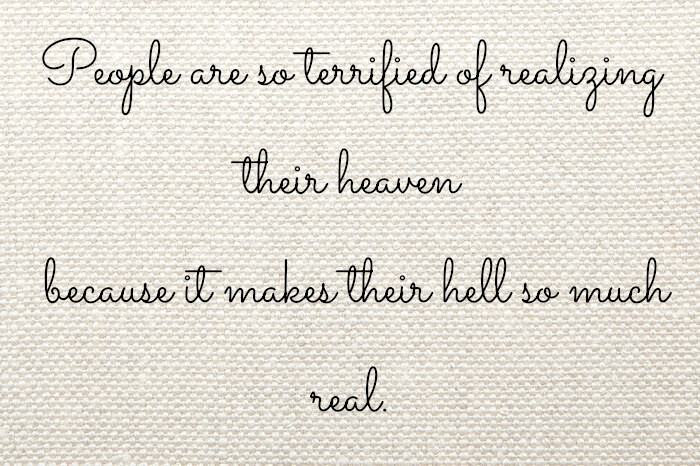 People are so terrified of realizing
their heaven
because it makes their hell so much
real.